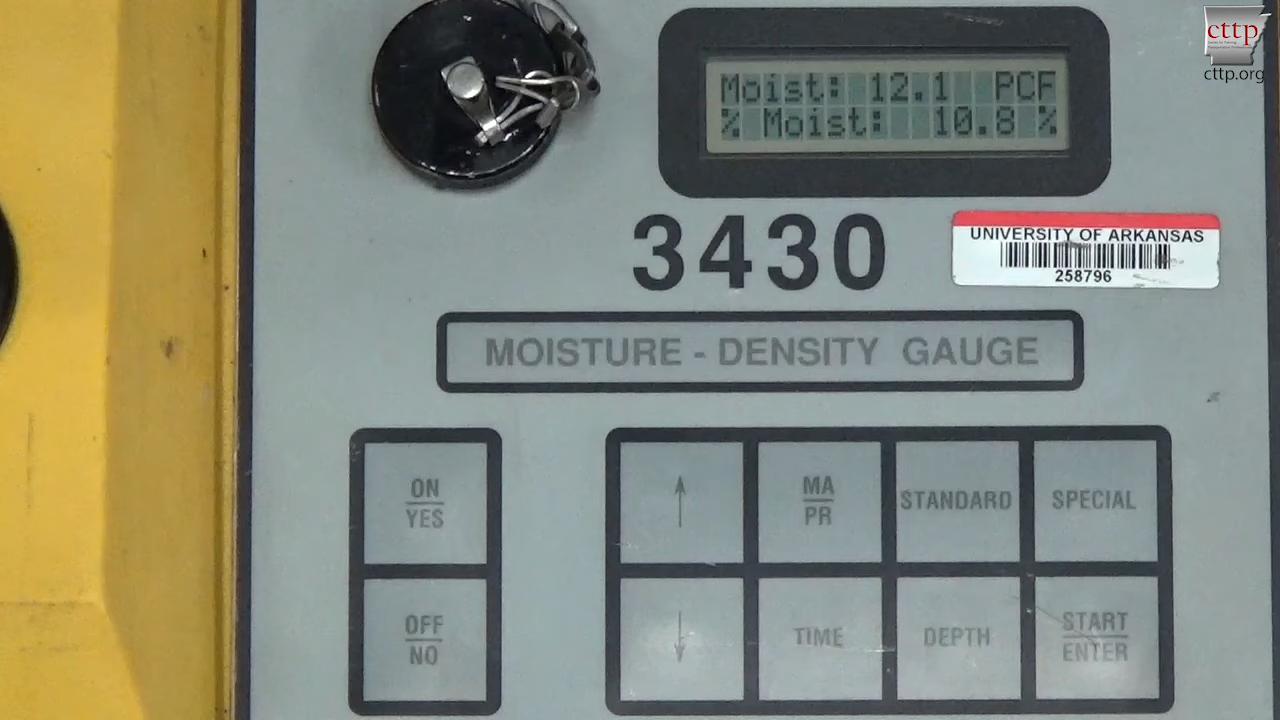 cttp
cttp.org
Moist: 12.1 PCF
% Moist: 10.8 %
3430
UNIVERSITY OF ARKANSAS
258796
MOISTURE - DENSITY GAUGE
ON
YES
MA
PR
STANDARD
SPECIAL
OFF
NO
TIME
DEPTH
START
ENTER